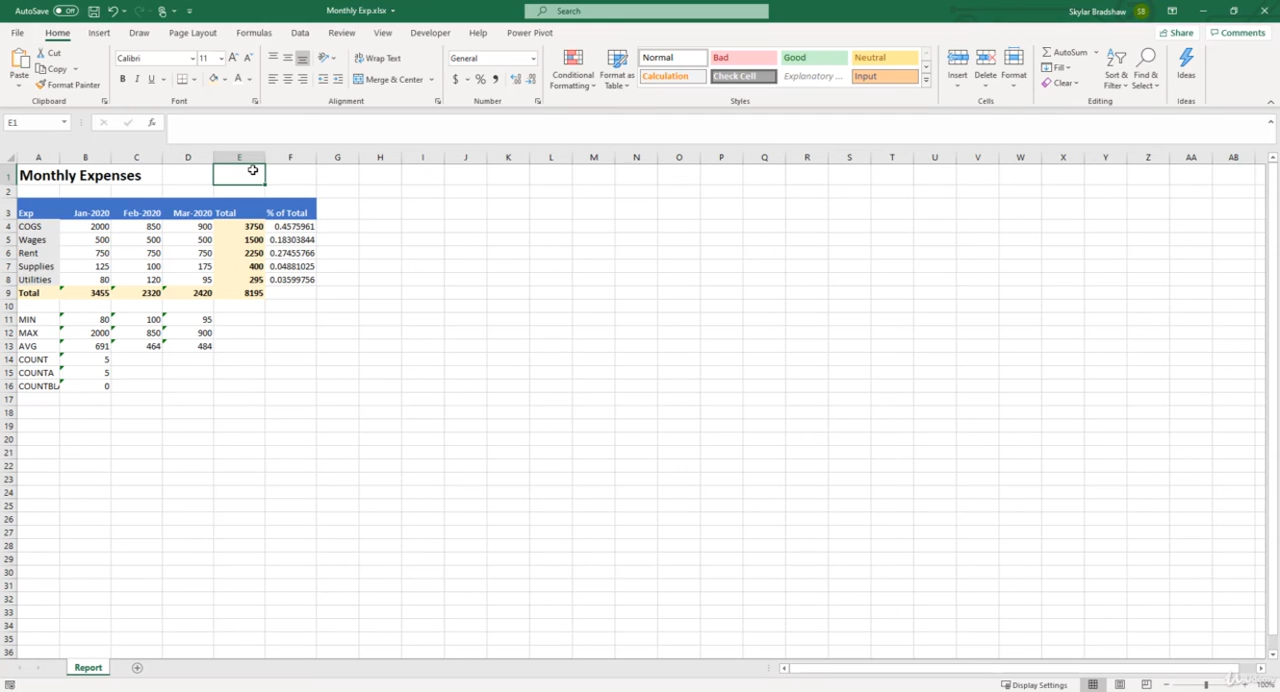 AutoSave Off Monthly Exp.xlsx Search Skylar Bradshaw SB
File Home Insert Draw Page Layout Formulas Data Review View Developer Help Power Pivot Share Comments
Paste Cut Copy Format Painter Clipboard
Calibri 11 B I U A Font
Wrap Text Merge & Center Alignment
General $ % Number
Conditional Formatting Format as Table
Normal Bad Good Neutral
Calculation Check Cell Explanatory ... Input
Styles
Insert Delete Format Cells
AutoSum Fill Clear Sort & Filter Find & Select Editing
Ideas Ideas
E1 fx
A B C D E F G H I J K L M N O P Q R S T U V W X Y Z AA AB
1 Monthly Expenses
2
3 Exp Jan-2020 Feb-2020 Mar-2020 Total % of Total
4 COGS 2000 850 900 3750 0.4575961
5 Wages 500 500 500 1500 0.18303844
6 Rent 750 750 750 2250 0.27455766
7 Supplies 125 100 175 400 0.04881025
8 Utilities 80 120 95 295 0.03599756
9 Total 3455 2320 2420 8195
10
11 MIN 80 100 95
12 MAX 2000 850 900
13 AVG 691 464 484
14 COUNT 5
15 COUNTA 5
16 COUNTBL 0
17
18
19
20
21
22
23
24
25
26
27
28
29
30
31
32
33
34
35
36
Report
Display Settings 100%